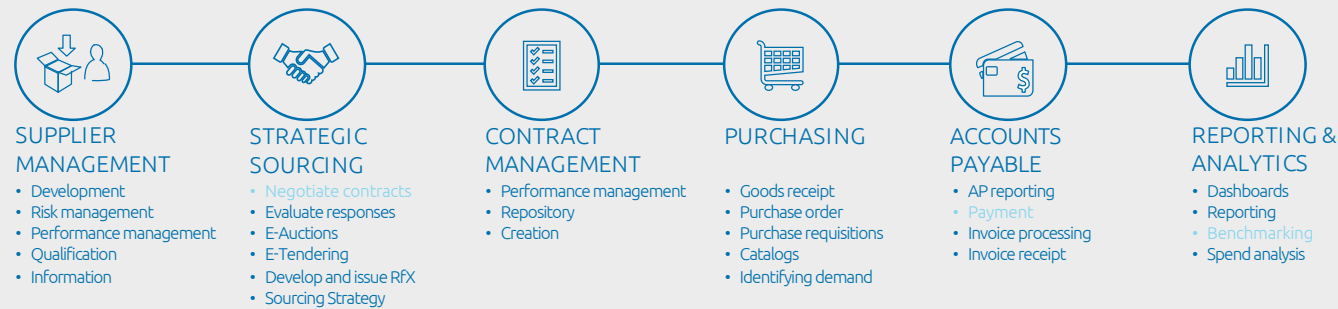 SUPPLIER
MANAGEMENT
• Development
• Risk management
• Performance management
• Qualification
• Information
STRATEGIC
SOURCING
• Negotiate contracts
• Evaluate responses
• E-Auctions
• E-Tendering
• Develop and issue RfX
• Sourcing Strategy
CONTRACT
MANAGEMENT
• Performance management
• Repository
• Creation
PURCHASING
• Goods receipt
• Purchase order
• Purchase requisitions
• Catalogs
• Identifying demand
$
ACCOUNTS
PAYABLE
• AP reporting
• Payment
• Invoice processing
• Invoice receipt
REPORTING &
ANALYTICS
• Dashboards
• Reporting
• Benchmarking
• Spend analysis